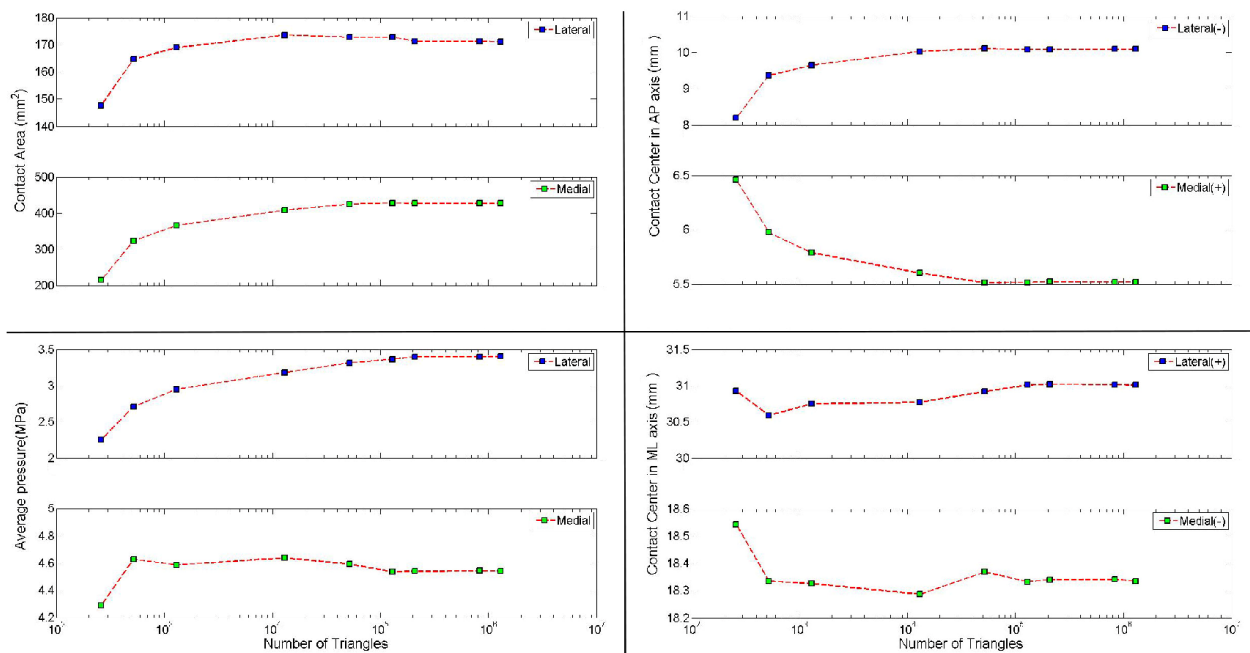 180
170
160
150
140
Lateral
500
400
300
200
Medial
Contact Area (mm²)
11
10
9
8
Lateral(-)
6.5
6
5.5
Medial(+)
Contact Center in AP axis (mm)
3.5
3
2.5
2
Lateral
5
4.8
4.6
4.4
4.2
Medial
Average pressure(MPa)
10⁵
10⁶
10⁷
Number of Triangles
31.5
31
30.5
30
Lateral(+)
18.6
18.5
18.4
18.3
18.2
Medial(-)
Contact Center in ML axis (mm)
10⁴
Number of Triangles